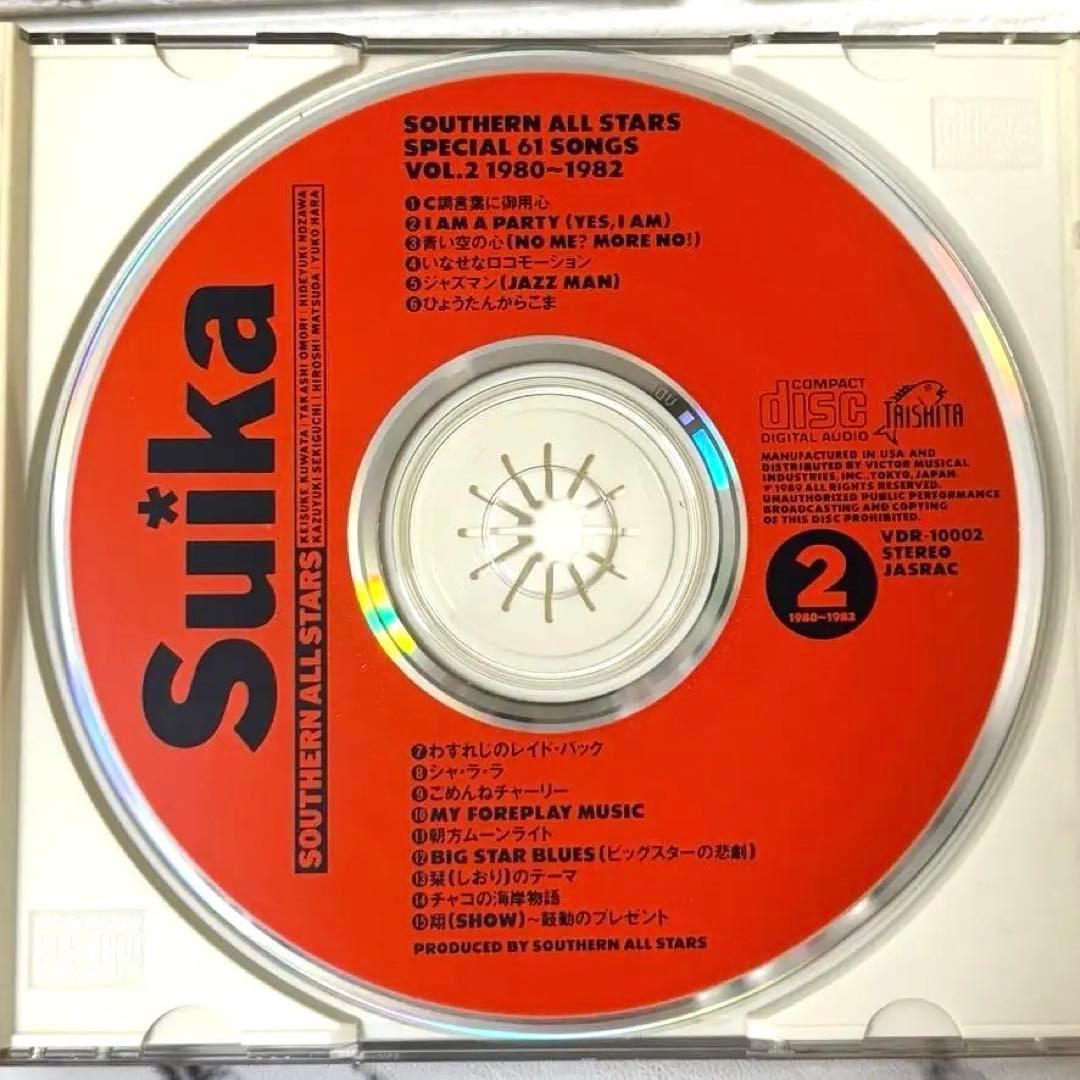 SOUTHERN ALL STARS
SPECIAL 61 SONGS
VOL.2 1980~1982
❶C調言葉に御用心
❷I AM A PARTY (YES, I AM)
❸青い空の心(NO ME? MORE NO!)
❹いなせなロコモーション
❺ジャズマン(JAZZ MAN)
❻ひょうたんからこま
Suika
SOUTHERN ALL STARS
KEISUKE KUWATA | TAKASHI OMORI | HIDEYUKI NOZAWA
KAZUYUKI SEKIGUCHI | HIROSHI MATSUDA | YUKO HARA
COMPACT
disc
DIGITAL AUDIO
TAISHITA
MANUFACTURED IN USA AND
DISTRIBUTED BY VICTOR MUSICAL
INDUSTRIES, INC., TOKYO, JAPAN.
℗1989 ALL RIGHTS RESERVED.
UNAUTHORIZED PUBLIC PERFORMANCE
BROADCASTING AND COPYING
OF THIS DISC PROHIBITED.
VDR-10002
STEREO
JASRAC
2
1980~1982
❼わすれじのレイド・バック
❽シャ・ラ・ラ
❾ごめんねチャーリー
❿MY FOREPLAY MUSIC
⓫朝方ムーンライト
⓬BIG STAR BLUES(ビッグスターの悲劇)
⓭栞(しおり)のテーマ
⓮チャコの海岸物語
⓯翔(SHOW)~鼓動のプレゼント
PRODUCED BY SOUTHERN ALL STARS